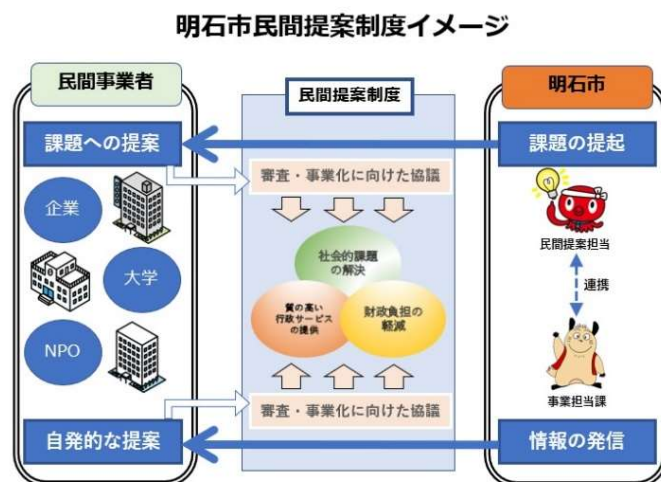 明石市民間提案制度イメージ
民間事業者
民間提案制度
明石市
課題への提案
課題の提起
審査・事業化に向けた協議
企業
大学
NPO
社会的課題
の解決
質の高い
行政サービス
の提供
財政負担の
軽減
民間提案担当
連携
事業担当課
審査・事業化に向けた協議
自発的な提案
情報の発信